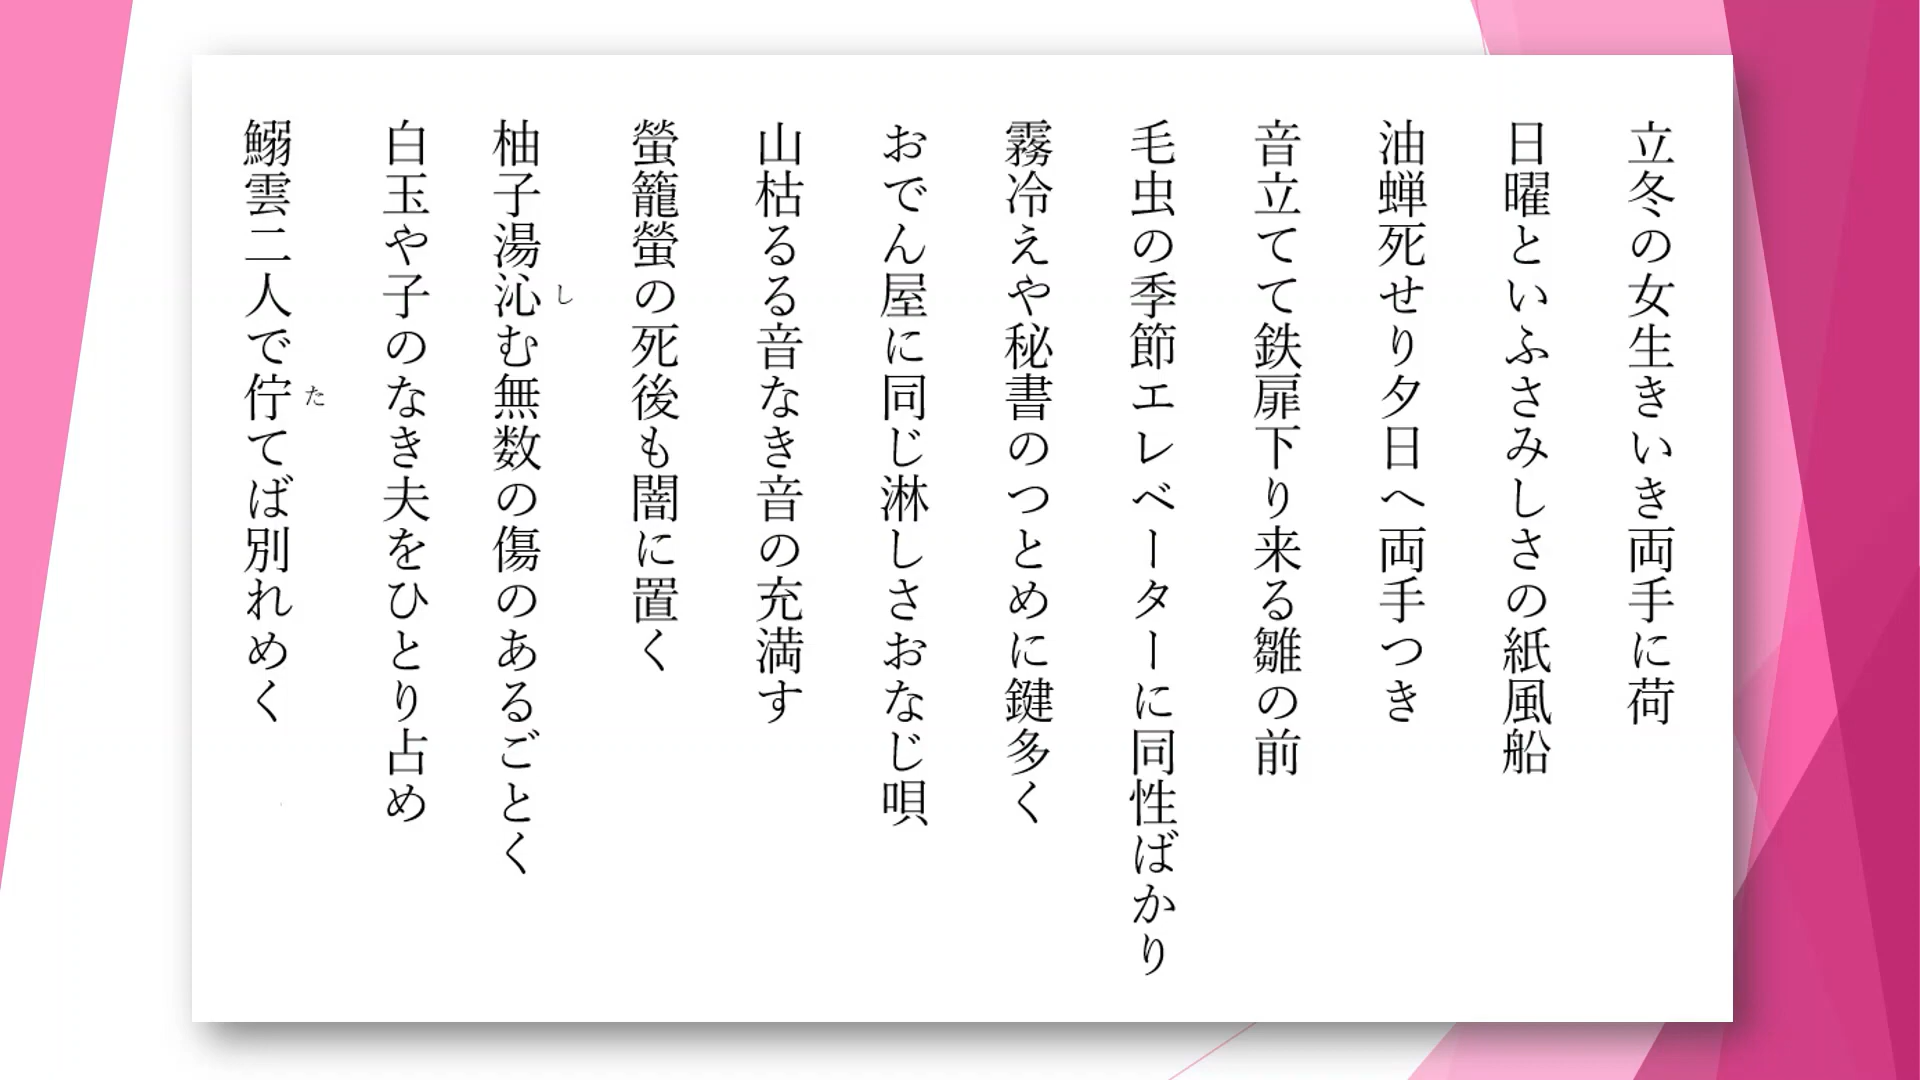 立冬の女生きいき両手に荷
日曜といふさみしさの紙風船
油蝉死せり夕日へ両手つき
音立てて鉄扉下り来る雛の前
毛虫の季節エレベーターに同性ばかり
霧冷えや秘書のつとめに鍵多く
おでん屋に同じ淋しさおなじ唄
山枯るる音なき音の充満す
螢籠螢の死後も闇に置く
柚子湯沁む無数の傷のあるごとく
し
白玉や子のなき夫をひとり占め
鰯雲二人で佇てば別れめく
た